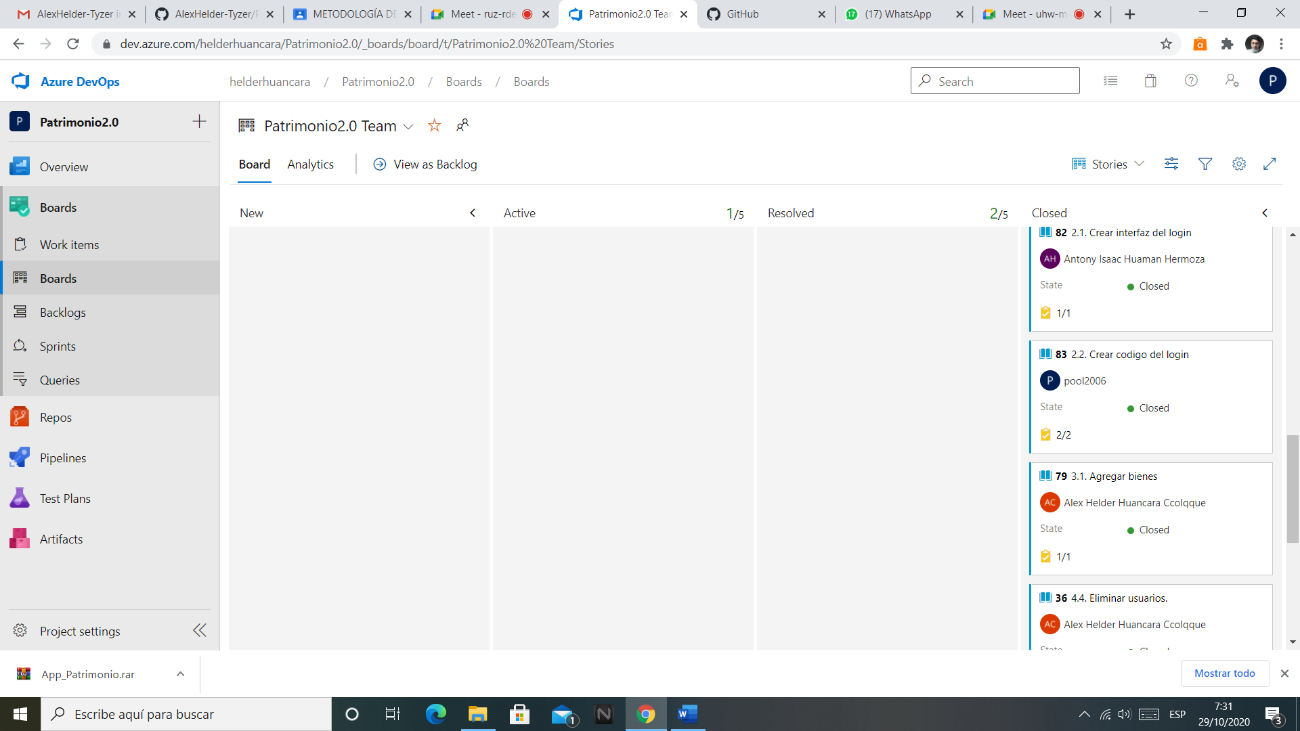 AlexHelder-Tyzer in
AlexHelder-Tyzer/P
METODOLOGÍA DE
Meet - ruz-rde
Patrimonio2.0 Tear
GitHub
(17) WhatsApp
Meet - uhw-m
dev.azure.com/helderhuancara/Patrimonio2.0/_boards/board/t/Patrimonio2.0%20Team/Stories
Azure DevOps
helderhuancara / Patrimonio2.0 / Boards / Boards
Search
P
P Patrimonio2.0
Patrimonio2.0 Team
Overview
Board Analytics View as Backlog
Stories
Boards
New
Active 1/5
Resolved 2/5
Closed
Work items
Boards
Backlogs
Sprints
Queries
Repos
Pipelines
Test Plans
Artifacts
Project settings
82 2.1. Crear interfaz del login
AH Antony Isaac Huaman Hermoza
State Closed
1/1
83 2.2. Crear codigo del login
P pool2006
State Closed
2/2
79 3.1. Agregar bienes
AC Alex Helder Huancara Ccolqque
State Closed
1/1
36 4.4. Eliminar usuarios.
AC Alex Helder Huancara Ccolqque
State Closed
App_Patrimonio.rar
Mostrar todo
Escribe aquí para buscar
1
ESP
7:31
29/10/2020
3